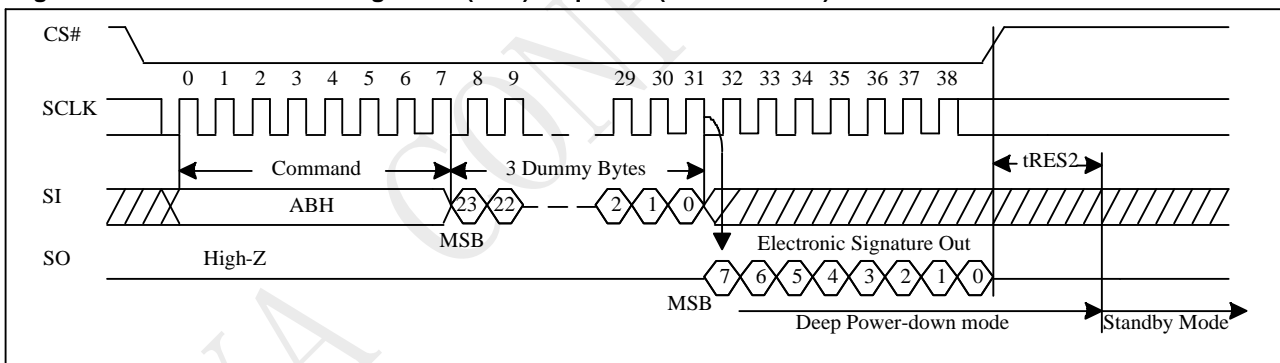 CS#
0 1 2 3 4 5 6 7 8 9 29 30 31 32 33 34 35 36 37 38
SCLK
Command 3 Dummy Bytes tRES2
SI ABH 23 22 2 1 0
MSB Electronic Signature Out
SO High-Z 7 6 5 4 3 2 1 0
MSB
Deep Power-down mode Standby Mode